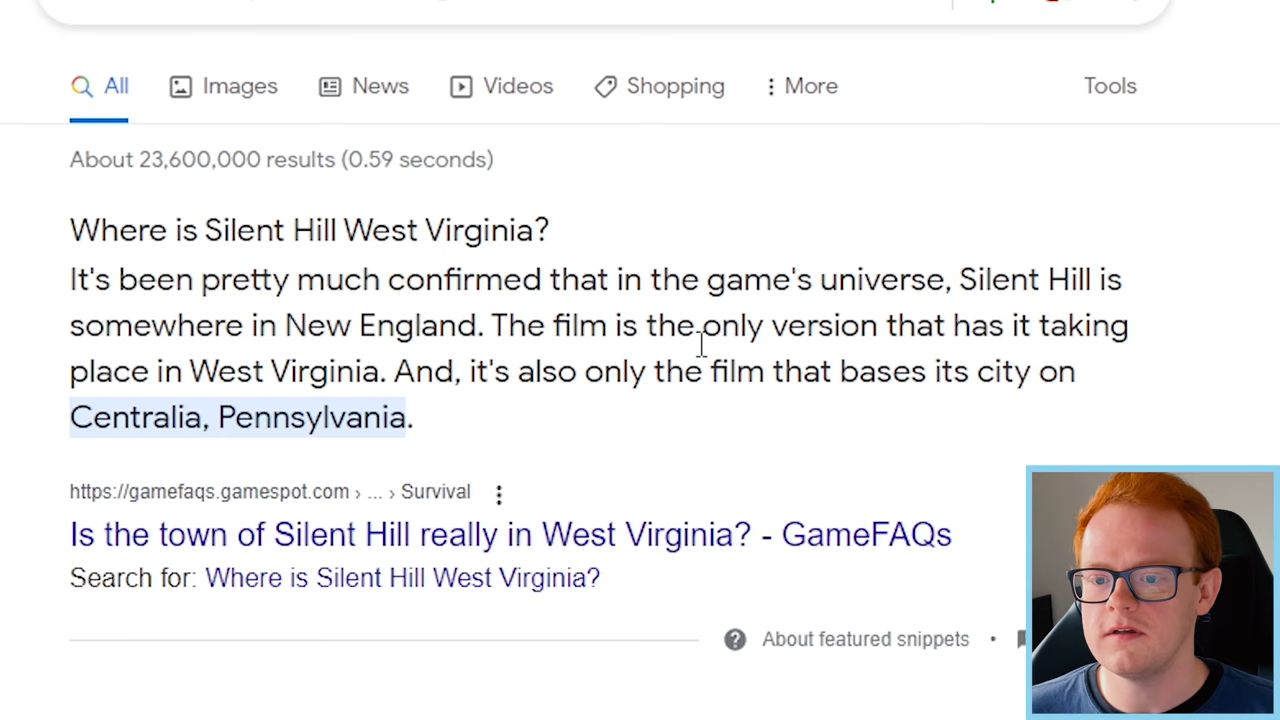 All Images News Videos Shopping More Tools
About 23,600,000 results (0.59 seconds)
Where is Silent Hill West Virginia?
It's been pretty much confirmed that in the game's universe, Silent Hill is
somewhere in New England. The film is the only version that has it taking
place in West Virginia. And, it's also only the film that bases its city on
Centralia, Pennsylvania.
https://gamefaqs.gamespot.com › ... › Survival
Is the town of Silent Hill really in West Virginia? - GameFAQs
Search for: Where is Silent Hill West Virginia?
About featured snippets •